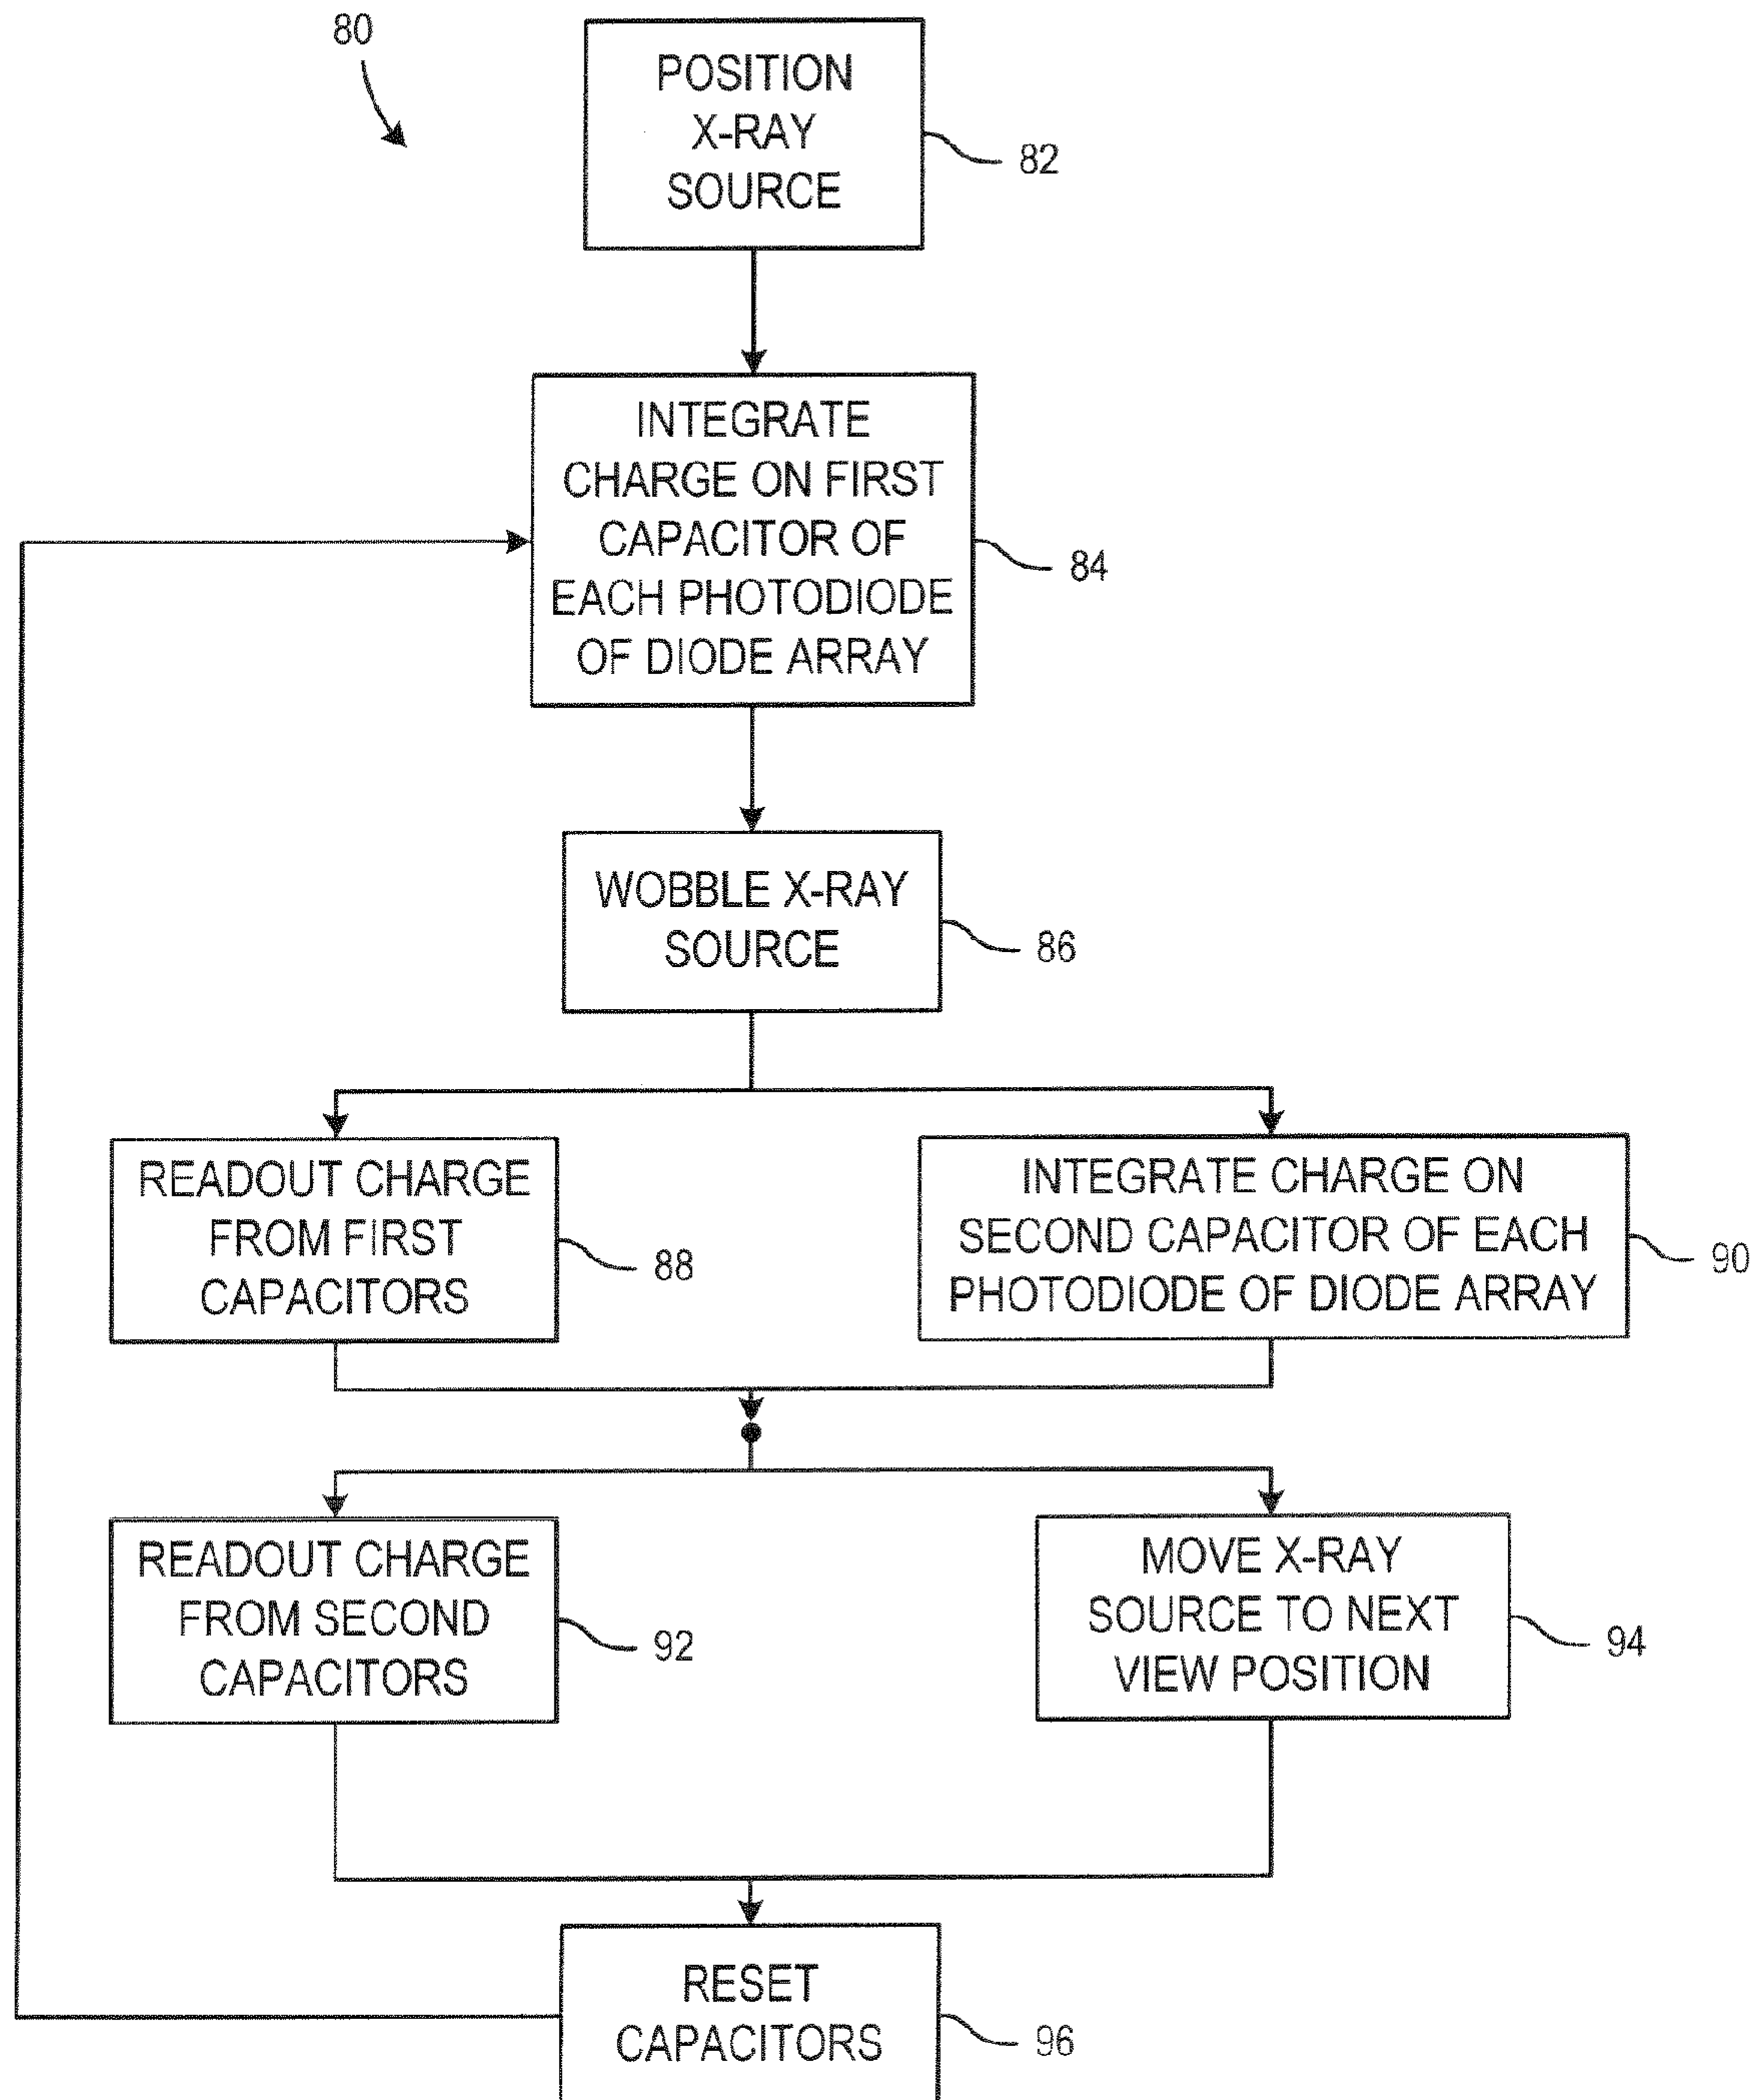 80
POSITION
X-RAY
SOURCE
82
INTEGRATE
CHARGE ON FIRST
CAPACITOR OF
EACH PHOTODIODE
OF DIODE ARRAY
84
WOBBLE X-RAY
SOURCE
86
READOUT CHARGE
FROM FIRST
CAPACITORS
88
INTEGRATE CHARGE ON
SECOND CAPACITOR OF EACH
PHOTODIODE OF DIODE ARRAY
90
READOUT CHARGE
FROM SECOND
CAPACITORS
92
MOVE X-RAY
SOURCE TO NEXT
VIEW POSITION
94
RESET
CAPACITORS
96